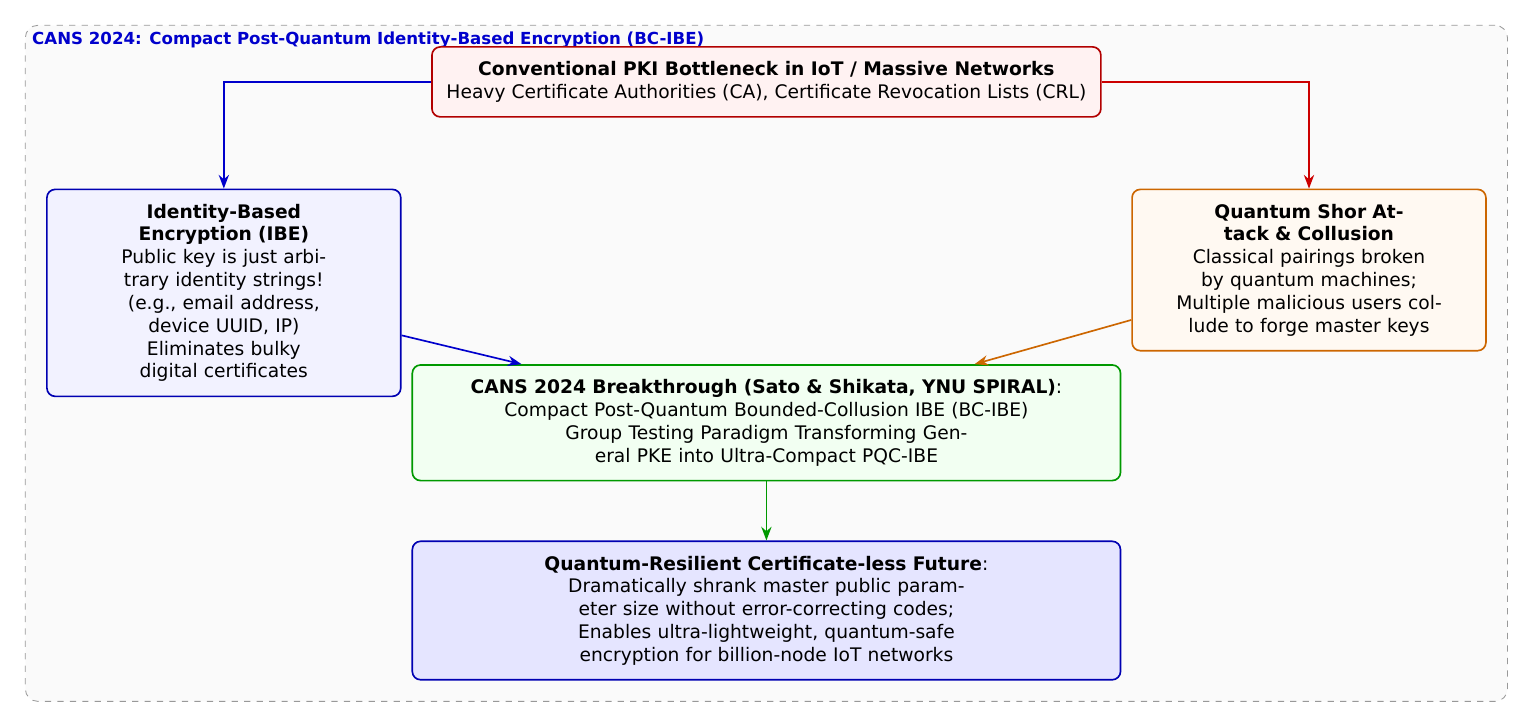 CANS 2024: Compact Post-Quantum Identity-Based Encryption (BC-IBE)
Conventional PKI Bottleneck in IoT / Massive Networks
Heavy Certificate Authorities (CA), Certificate Revocation Lists (CRL)
Identity-Based
Encryption (IBE)
Public key is just arbi-
trary identity strings!
(e.g., email address,
device UUID, IP)
Eliminates bulky
digital certificates
Quantum Shor At-
tack & Collusion
Classical pairings broken
by quantum machines;
Multiple malicious users col-
lude to forge master keys
CANS 2024 Breakthrough (Sato & Shikata, YNU SPIRAL):
Compact Post-Quantum Bounded-Collusion IBE (BC-IBE)
Group Testing Paradigm Transforming Gen-
eral PKE into Ultra-Compact PQC-IBE
Quantum-Resilient Certificate-less Future:
Dramatically shrank master public param-
eter size without error-correcting codes;
Enables ultra-lightweight, quantum-safe
encryption for billion-node IoT networks